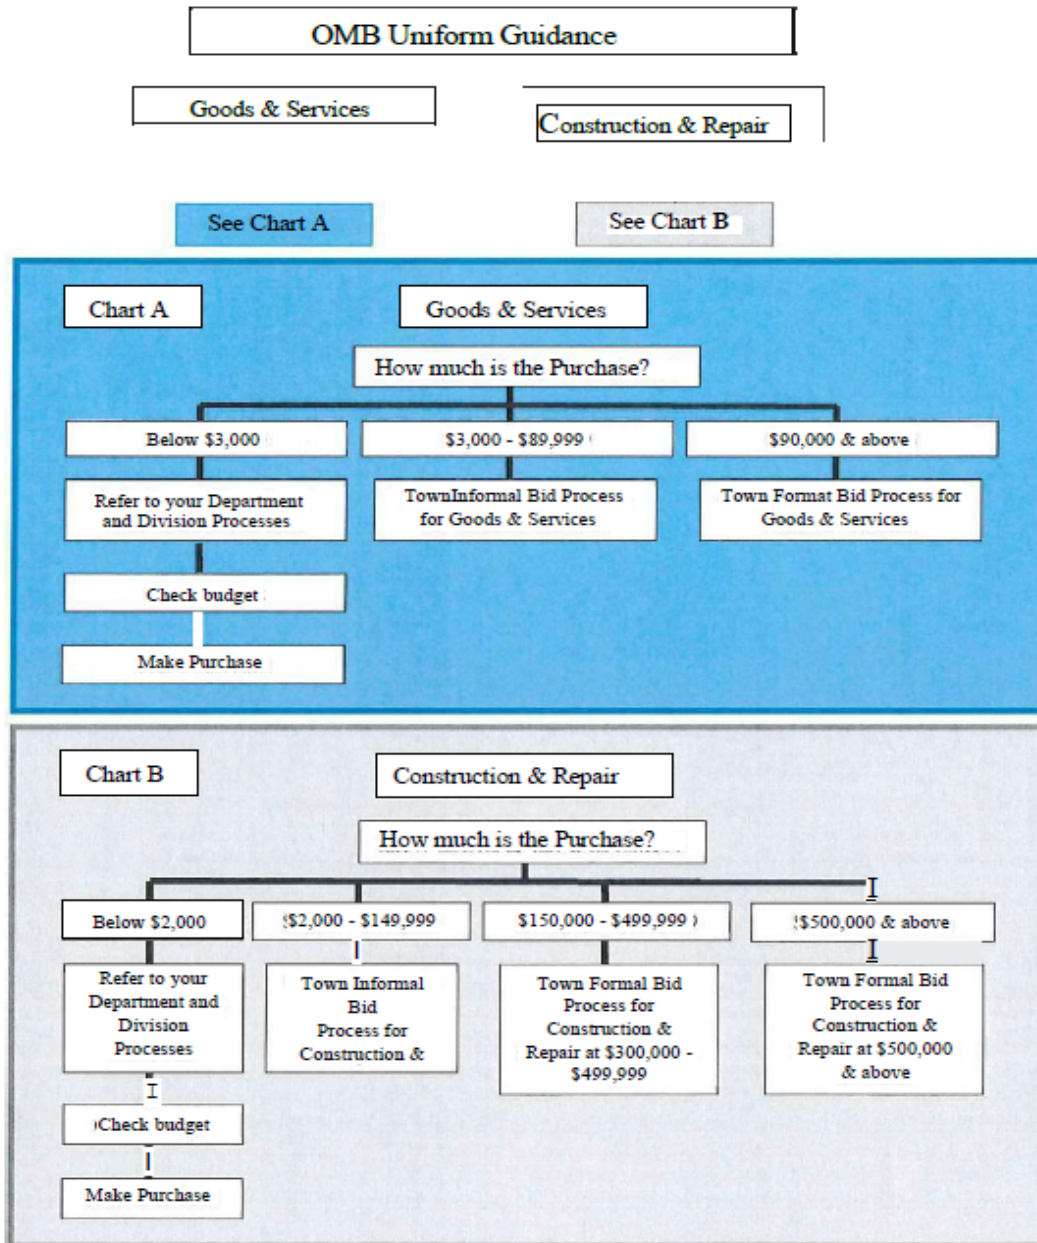 OMB Uniform Guidance
Goods & Services
Construction & Repair
See Chart A
See Chart B
Chart A
Goods & Services
How much is the Purchase?
Below $3,000
$3,000 - $89,999
$90,000 & above
Refer to your Department
and Division Processes
TownInformal Bid Process
for Goods & Services
Town Format Bid Process for
Goods & Services
Check budget
Make Purchase
Chart B
Construction & Repair
How much is the Purchase?
Below $2,000
$2,000 - $149,999
$150,000 - $499,999
$500,000 & above
Refer to your
Department and
Division
Processes
Town Informal
Bid
Process for
Construction &
Town Formal Bid
Process for
Construction &
Repair at $300,000 -
$499,999
Town Formal Bid
Process for
Construction &
Repair at $500,000
& above
Check budget
Make Purchase